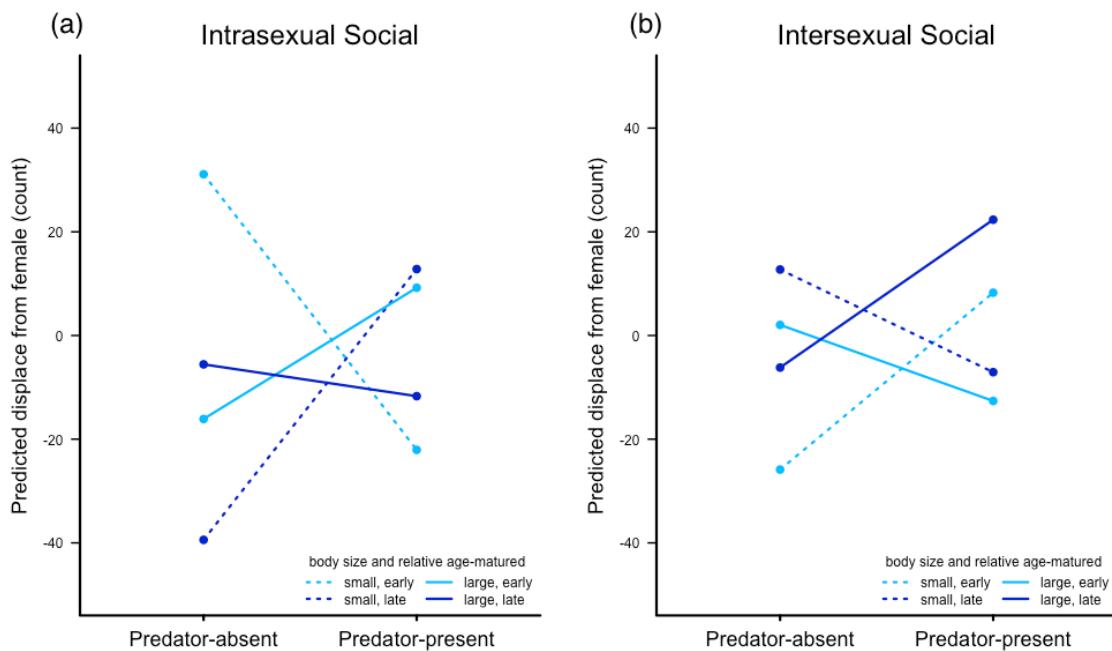 (a)
Intrasexual Social
Predicted displace from female (count)
40
20
0
-20
-40
body size and relative age-matured
small, early large, early
small, late large, late
Predator-absent Predator-present
(b)
Intersexual Social
Predicted displace from female (count)
40
20
0
-20
-40
body size and relative age-matured
small, early large, early
small, late large, late
Predator-absent Predator-present